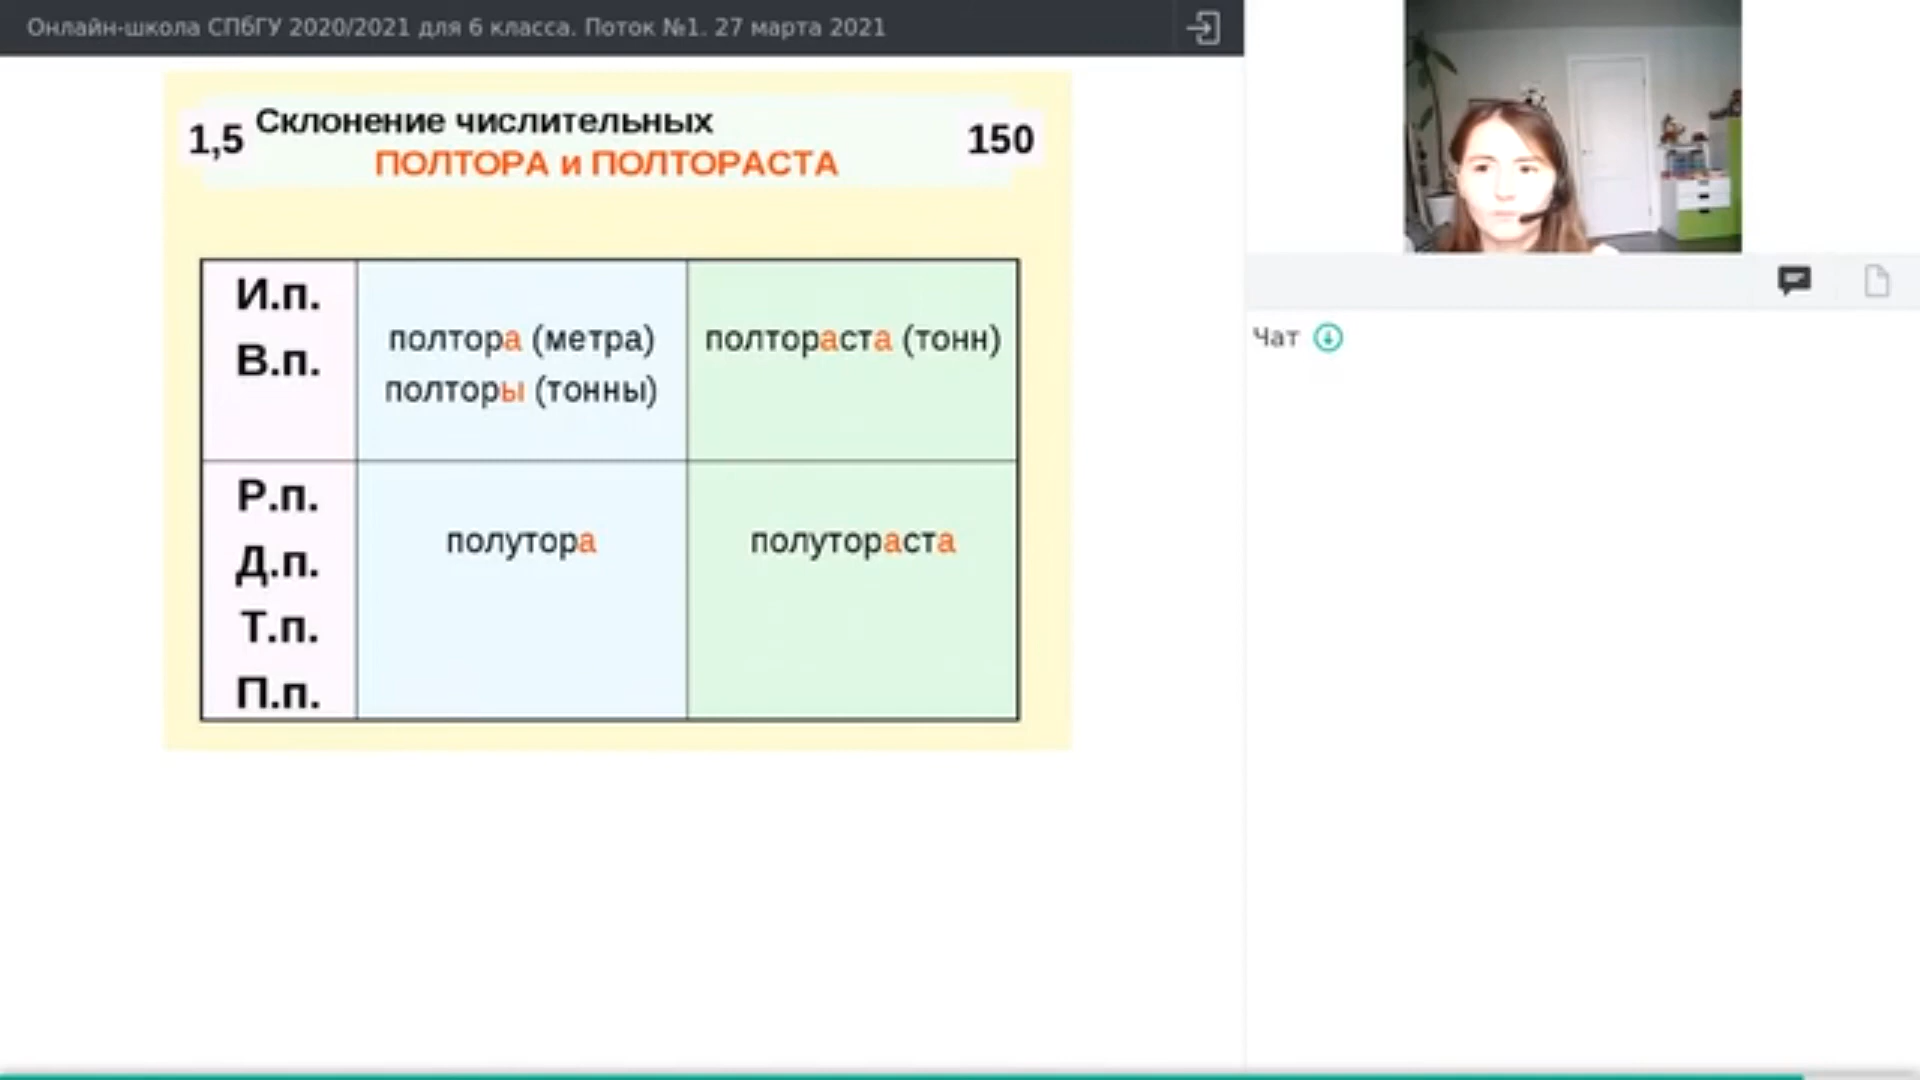 Онлайн-школа СПбГУ 2020/2021 для 6 класса. Поток №1. 27 марта 2021
1,5
Склонение числительных
ПОЛТОРА и ПОЛТОРАСТА
150
И.п.
В.п.
полтора (метра)
полторы (тонны)
полтораста (тонн)
Р.п.
Д.п.
Т.п.
П.п.
полутора
полутораста
Чат